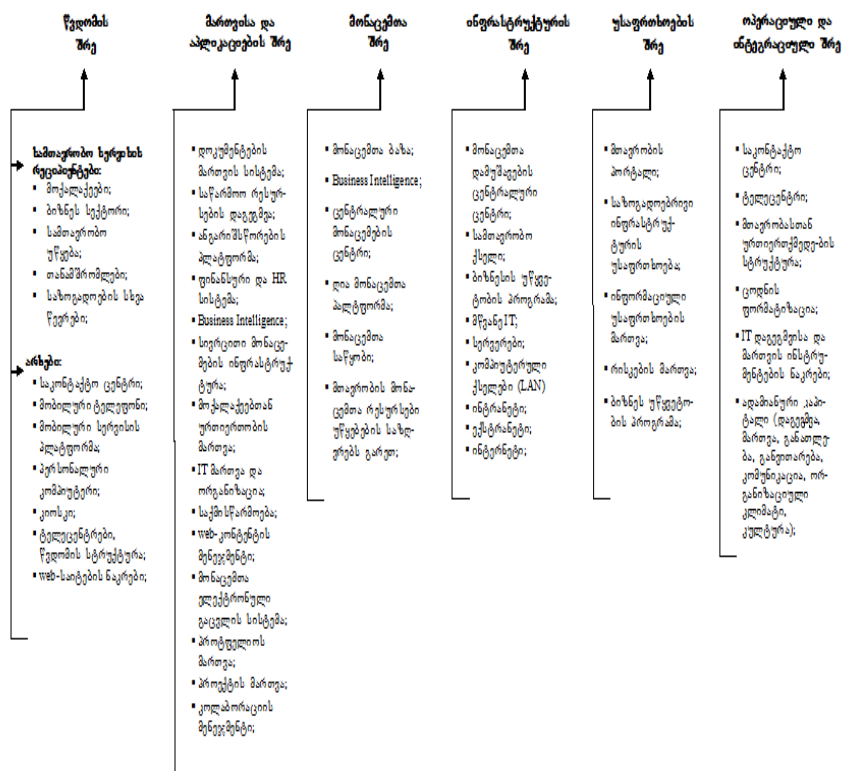 წვდომის
შრე
სამთავრობო სერვისის
რეციპიენტები:
▪ მოქალაქეები;
▪ ბიზნეს სექტორი;
▪ სამთავრობო
უწყება;
▪ თანამშრომლები;
▪ საზოგადოების სხვა
წევრები;
არხები:
▪ საკონტაქტო ცენტრი;
▪ მობილური ტელეფონი;
▪ მობილური სერვისის
პლატფორმა;
▪ პერსონალური
კომპიუტერი;
▪ კიოსკი;
▪ ტელეცენტრები,
წვდომის სტრუქტურა;
▪ web-საიტების ნაკრები;
მართვისა და
აპლიკაციების შრე
▪ დოკუმენტების
მართვის სისტემა;
▪ საწარმოო რესურ-
სების დაგეგმვა;
▪ ანგარიშსწორების
პლატფორმა;
▪ ფინანსური და HR
სისტემა;
▪ Business Intelligence;
▪ სივრცითი მონაცე-
მების ინფრასტრუქ-
ტურა;
▪ მოქალაქეებთან
ურთიერთობის
მართვა;
▪ IT მართვა და
ორგანიზაცია;
▪ საქმისწარმოება;
▪ web-კონტენტის
მენეჯმენტი;
▪ მონაცემთა
ელექტრონული
გაცვლის სისტემა;
▪ პორტფელიოს
მართვა;
▪ პროექტის მართვა;
▪ კოლაბორაციის
მენეჯმენტი;
მონაცემთა
შრე
▪ მონაცემთა ბაზა;
▪ Business Intelligence;
▪ ცენტრალური
მონაცემების
ცენტრი;
▪ ღია მონაცემთა
პალტფორმა;
▪ მონაცემთა
საწყობი;
▪ მთავრობის მონა-
ცემთა რესურსები
უწყებების საზღ-
ვრებს გარეთ;
ინფრასტრუქტურის
შრე
▪ მონაცემთა
დამუშავების
ცენტრალური
ცენტრი;
▪ სამთავრობო
ქსელი;
▪ ბიზნესის უწყვე-
ტობის პროგრამა;
▪ მწვანე IT;
▪ სერვერები;
▪ კომპიუტერული
ქსელები (LAN)
▪ ინტრანეტი;
▪ ექსტრანეტი;
▪ ინტერნეტი;
უსაფრთხოების
შრე
▪ მთავრობის
პორტალი;
▪ საზოგადოებრივი
ინფრასტრუქ-
ტურის
უსაფრთხოება;
▪ ინფორმაციული
უსაფრთხოების
მართვა;
▪ რისკების მართვა;
▪ ბიზნეს უწყვეტო-
ბის პროგრამა;
ოპერაციული და
ინტეგრაციული შრე
▪ საკონტაქტო
ცენტრი;
▪ ტელეცენტრი;
▪ მთავრობასთან
ურთიერთქმედე-ბის
სტრუქტურა;
▪ ცოდნის
ფორმატიზაცია;
▪ IT დაგეგმვისა და
მართვის ინსტრუ-
მენტების ნაკრები;
▪ ადამიანური კაპი-
ტალი (დაგეგმვა,
მართვა, განათლე-
ბა, განვითარება,
კომუნიკაცია, ორ-
განიზაციული
კლიმატი,
კულტურა);